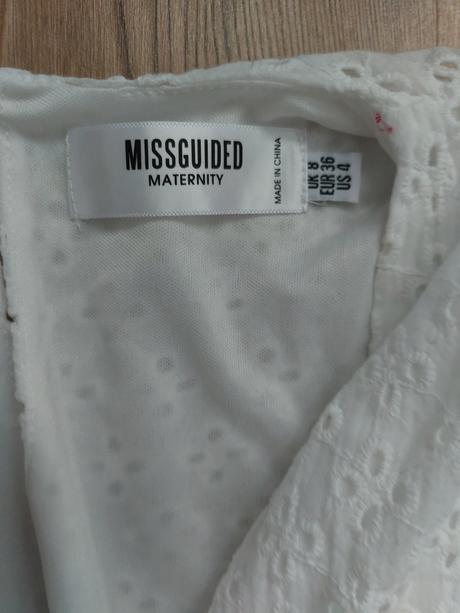 MISSGUIDED
MATERNITY
MADE IN CHINA
UK 8
EUR 36
US 4